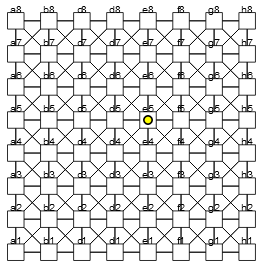 a8 b8 c8 d8 e8 f8 g8 h8
a7 b7 c7 d7 e7 f7 g7 h7
a6 b6 c6 d6 e6 f6 g6 h6
a5 b5 c5 d5 e5 f5 g5 h5
a4 b4 c4 d4 e4 f4 g4 h4
a3 b3 c3 d3 e3 f3 g3 h3
a2 b2 c2 d2 e2 f2 g2 h2
a1 b1 c1 d1 e1 f1 g1 h1